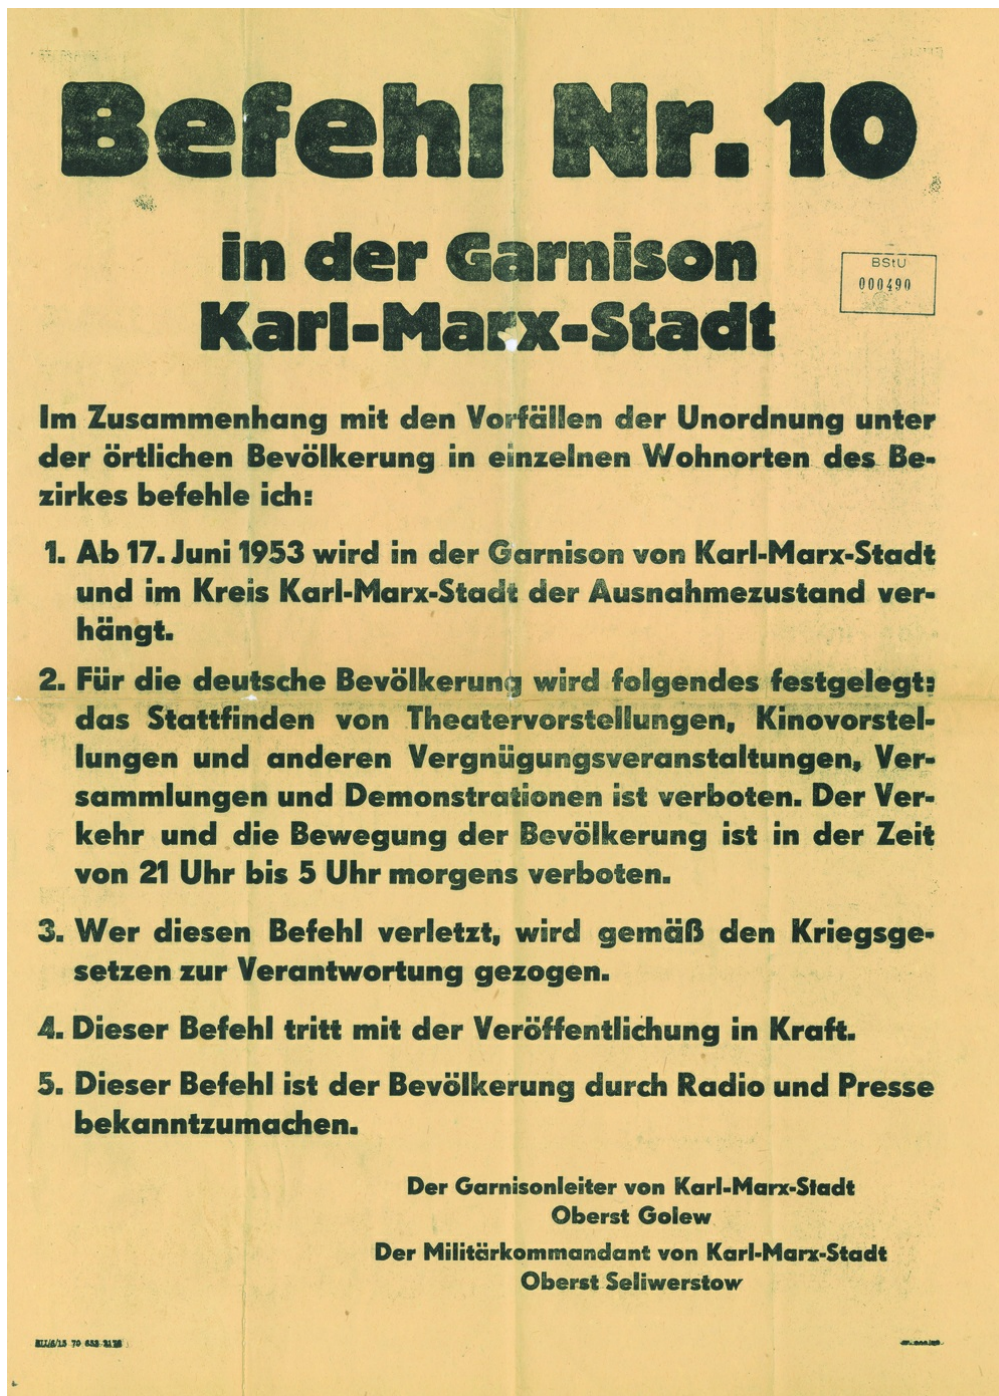 Befehl Nr. 10
in der Garnison
Karl-Marx-Stadt
BStU
000490
Im Zusammenhang mit den Vorfällen der Unordnung unter
der örtlichen Bevölkerung in einzelnen Wohnorten des Be-
zirkes befehle ich:
1. Ab 17. Juni 1953 wird in der Garnison von Karl-Marx-Stadt
und im Kreis Karl-Marx-Stadt der Ausnahmezustand ver-
hängt.
2. Für die deutsche Bevölkerung wird folgendes festgelegt:
das Stattfinden von Theatervorstellungen, Kinovorstel-
lungen und anderen Vergnügungsveranstaltungen, Ver-
sammlungen und Demonstrationen ist verboten. Der Ver-
kehr und die Bewegung der Bevölkerung ist in der Zeit
von 21 Uhr bis 5 Uhr morgens verboten.
3. Wer diesen Befehl verletzt, wird gemäß den Kriegsge-
setzen zur Verantwortung gezogen.
4. Dieser Befehl tritt mit der Veröffentlichung in Kraft.
5. Dieser Befehl ist der Bevölkerung durch Radio und Presse
bekanntzumachen.
Der Garnisonleiter von Karl-Marx-Stadt
Oberst Golew
Der Militärkommandant von Karl-Marx-Stadt
Oberst Seliwerstow